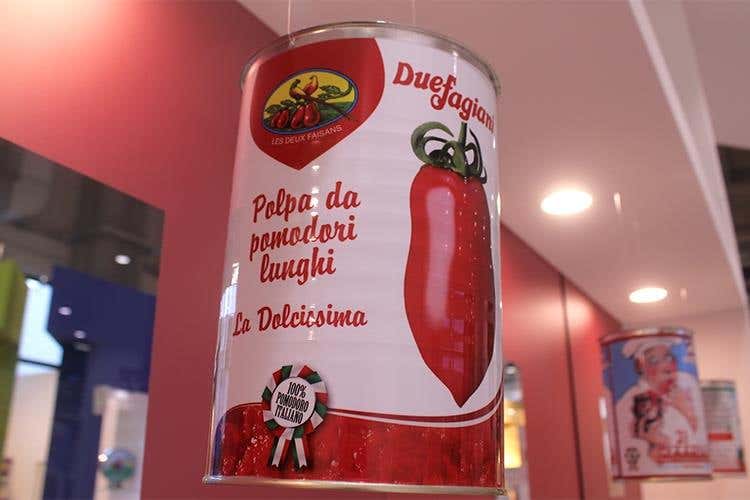 Duefagiani
LES DEUX FAISANS
Polpa da
pomodori
lunghi
La Dolcissima
100%
POMODORO
ITALIANO